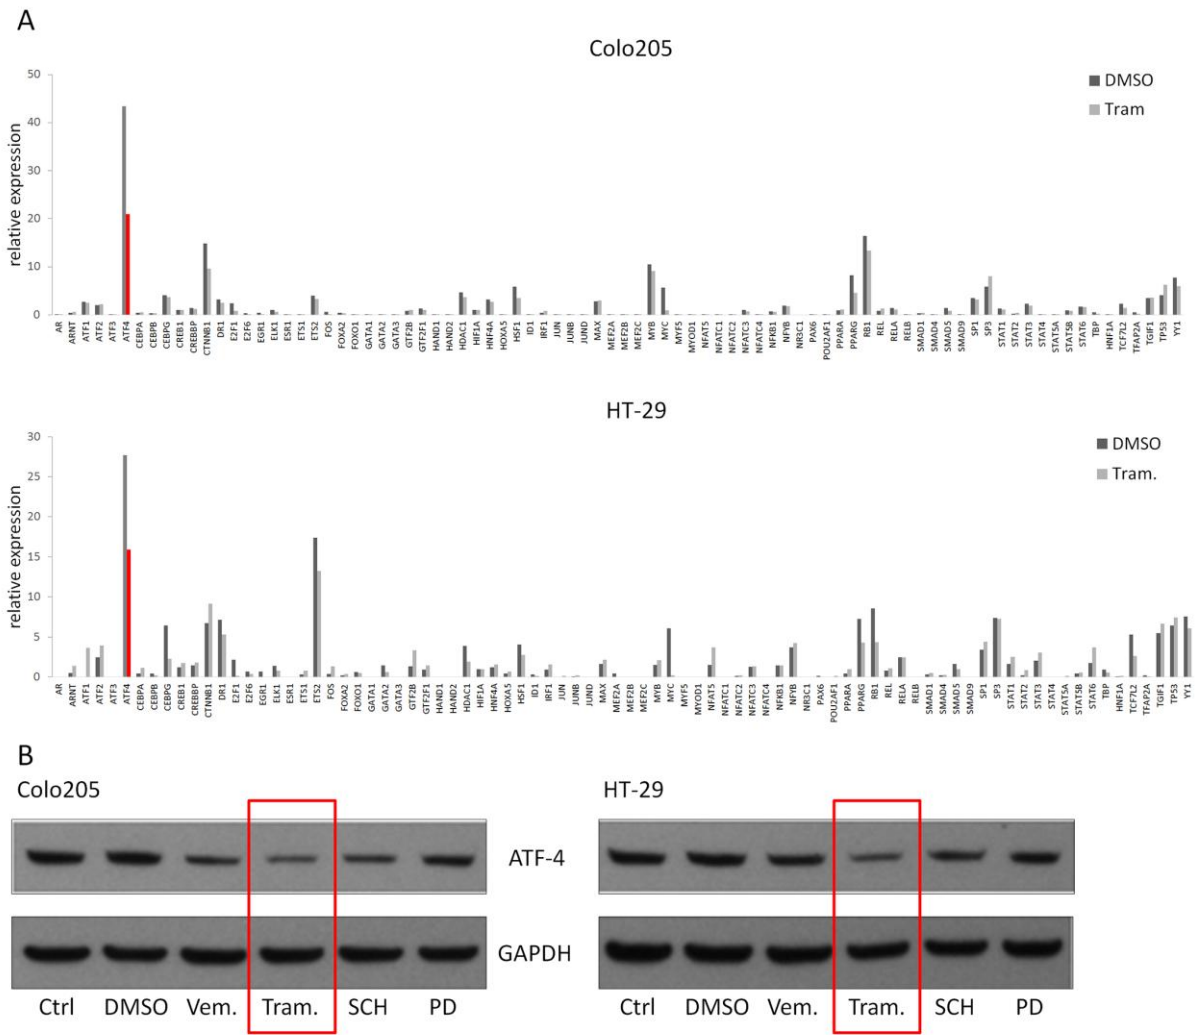 A
Colo205
relative expression
50
40
30
20
10
0
DMSO
Tram
AR ARNT ATF1 ATF2 ATF3 ATF4 CEBPA CEBPB CEBPG CREB1 CREBBP CTNNB1 DR1 E2F1 E2F6 EGR1 ELK1 ESR1 ETS1 ETS2 FOS FOXA2 FOXO1 GATA1 GATA2 GATA3 GTF2B GTF2F1 HAND1 HAND2 HDAC1 HIF1A HNF4A HOXA5 HSF1 ID1 IRF1 JUN JUNB JUND MAX MEF2A MEF2B MEF2C MYB MYC MYF5 MYOD1 NFAT5 NFATC1 NFATC2 NFATC3 NFATC4 NFKB1 NFYB NR3C1 PAX6 POU2AF1 PPARA PPARG RB1 REL RELA RELB SMAD1 SMAD4 SMAD5 SMAD9 SP1 SP3 STAT1 STAT2 STAT3 STAT4 STAT5A STAT5B STAT6 TBP HNF1A TCF7L2 TFAP2A TGIF1 TP53 YY1
HT-29
relative expression
30
25
20
15
10
5
0
DMSO
Tram.
AR ARNT ATF1 ATF2 ATF3 ATF4 CEBPA CEBPB CEBPG CREB1 CREBBP CTNNB1 DR1 E2F1 E2F6 EGR1 ELK1 ESR1 ETS1 ETS2 FOS FOXA2 FOXO1 GATA1 GATA2 GATA3 GTF2B GTF2F1 HAND1 HAND2 HDAC1 HIF1A HNF4A HOXA5 HSF1 ID1 IRF1 JUN JUNB JUND MAX MEF2A MEF2B MEF2C MYB MYC MYF5 MYOD1 NFAT5 NFATC1 NFATC2 NFATC3 NFATC4 NFKB1 NFYB NR3C1 PAX6 POU2AF1 PPARA PPARG RB1 REL RELA RELB SMAD1 SMAD4 SMAD5 SMAD9 SP1 SP3 STAT1 STAT2 STAT3 STAT4 STAT5A STAT5B STAT6 TBP HNF1A TCF7L2 TFAP2A TGIF1 TP53 YY1
B
Colo205
HT-29
ATF-4
GAPDH
Ctrl DMSO Vem. Tram. SCH PD
Ctrl DMSO Vem. Tram. SCH PD